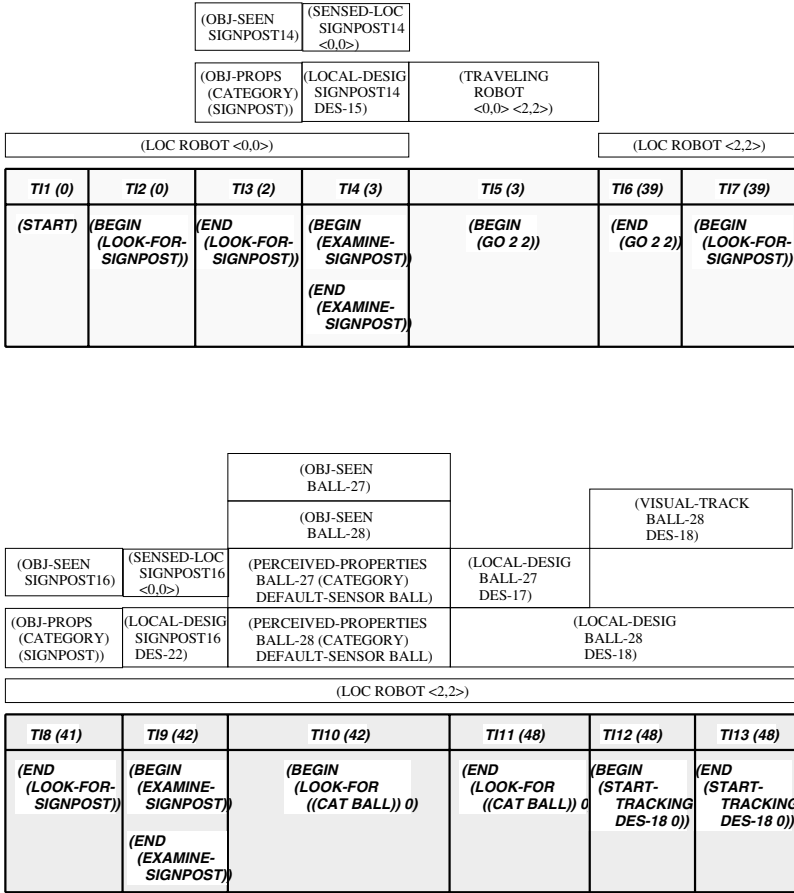 (OBJ-SEEN
SIGNPOST14)
(SENSED-LOC
SIGNPOST14
<0,0>)
(OBJ-PROPS
(CATEGORY)
(SIGNPOST))
(LOCAL-DESIG
SIGNPOST14
DES-15)
(TRAVELING
ROBOT
<0,0> <2,2>)
(LOC ROBOT <0,0>)
(LOC ROBOT <2,2>)
TI1 (0)
TI2 (0)
TI3 (2)
TI4 (3)
TI5 (3)
TI6 (39)
TI7 (39)
(START)
(BEGIN
(LOOK-FOR-
SIGNPOST))
(END
(LOOK-FOR-
SIGNPOST))
(BEGIN
(EXAMINE-
SIGNPOST))
(END
(EXAMINE-
SIGNPOST))
(BEGIN
(GO 2 2))
(END
(GO 2 2))
(BEGIN
(LOOK-FOR-
SIGNPOST))
(OBJ-SEEN
BALL-27)
(OBJ-SEEN
BALL-28)
(VISUAL-TRACK
BALL-28
DES-18)
(OBJ-SEEN
SIGNPOST16)
(SENSED-LOC
SIGNPOST16
<0,0>)
(PERCEIVED-PROPERTIES
BALL-27 (CATEGORY)
DEFAULT-SENSOR BALL)
(LOCAL-DESIG
BALL-27
DES-17)
(OBJ-PROPS
(CATEGORY)
(SIGNPOST))
(LOCAL-DESIG
SIGNPOST16
DES-22)
(PERCEIVED-PROPERTIES
BALL-28 (CATEGORY)
DEFAULT-SENSOR BALL)
(LOCAL-DESIG
BALL-28
DES-18)
(LOC ROBOT <2,2>)
TI8 (41)
TI9 (42)
TI10 (42)
TI11 (48)
TI12 (48)
TI13 (48)
(END
(LOOK-FOR-
SIGNPOST))
(BEGIN
(EXAMINE-
SIGNPOST))
(END
(EXAMINE-
SIGNPOST))
(BEGIN
(LOOK-FOR
((CAT BALL)) 0)
(END
(LOOK-FOR
((CAT BALL)) 0
(BEGIN
(START-
TRACKING
DES-18 0))
(END
(START-
TRACKING
DES-18 0))